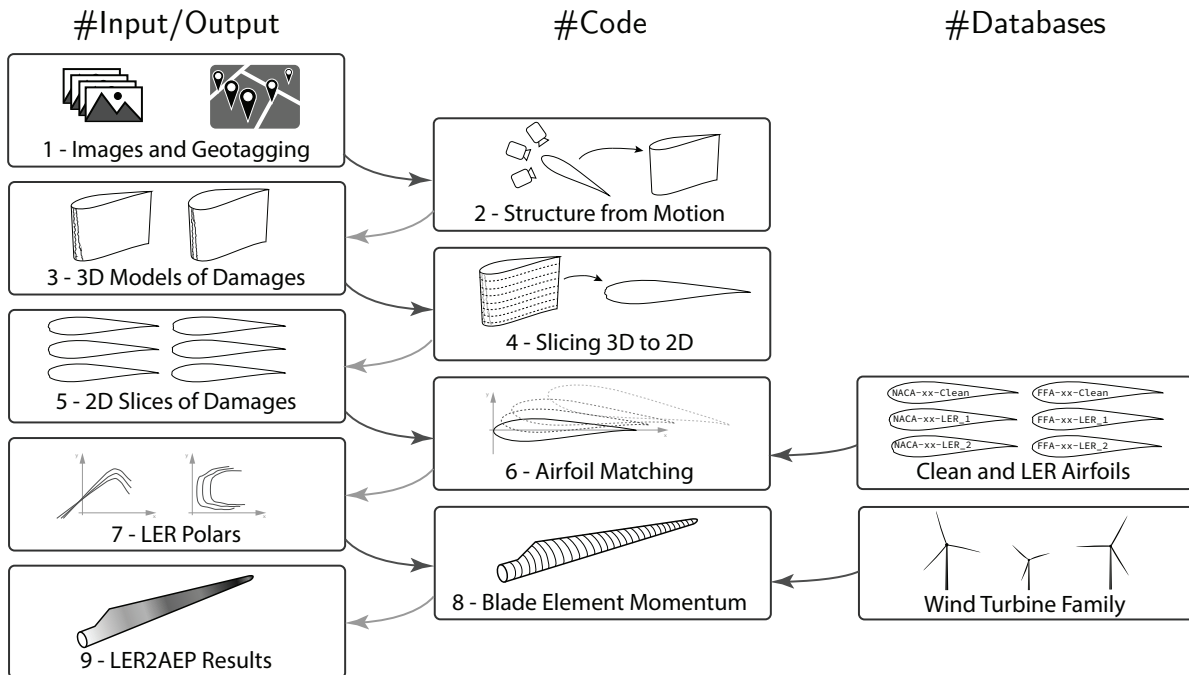 #Input/Output
#Code
#Databases
1 - Images and Geotagging
2 - Structure from Motion
3 - 3D Models of Damages
4 - Slicing 3D to 2D
5 - 2D Slices of Damages
y
x
6 - Airfoil Matching
NACA-xx-Clean
FFA-xx-Clean
NACA-xx-LER_1
FFA-xx-LER_1
NACA-xx-LER_2
FFA-xx-LER_2
Clean and LER Airfoils
y
x
y
x
7 - LER Polars
8 - Blade Element Momentum
Wind Turbine Family
9 - LER2AEP Results